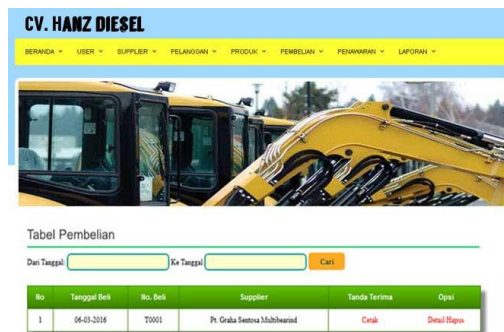 CV. HANZ DIESEL
BERANDA USER SUPPLIER PELANGGAN PRODUK PEMBELIAN PENAWARAN LAPORAN
Tabel Pembelian
Dari Tanggal: Ke Tanggal Cari
No Tanggal Beli No. Beli Supplier Tanda Terima Opsi
1 06-03-2016 T0001 Pt. Graha Sentosa Multibearind Cetak Detail Hapus